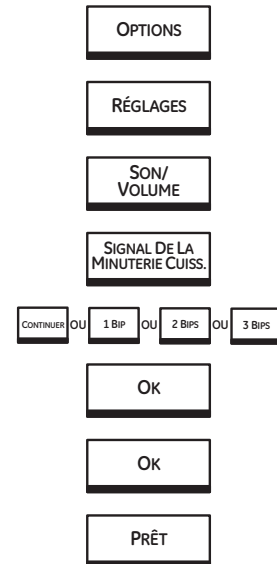 OPTIONS
RÉGLAGES
SON/
VOLUME
SIGNAL DE LA
MINUTERIE CUISS.
CONTINUER OU 1 BIP OU 2 BIPS OU 3 BIPS
OK
OK
PRÊT